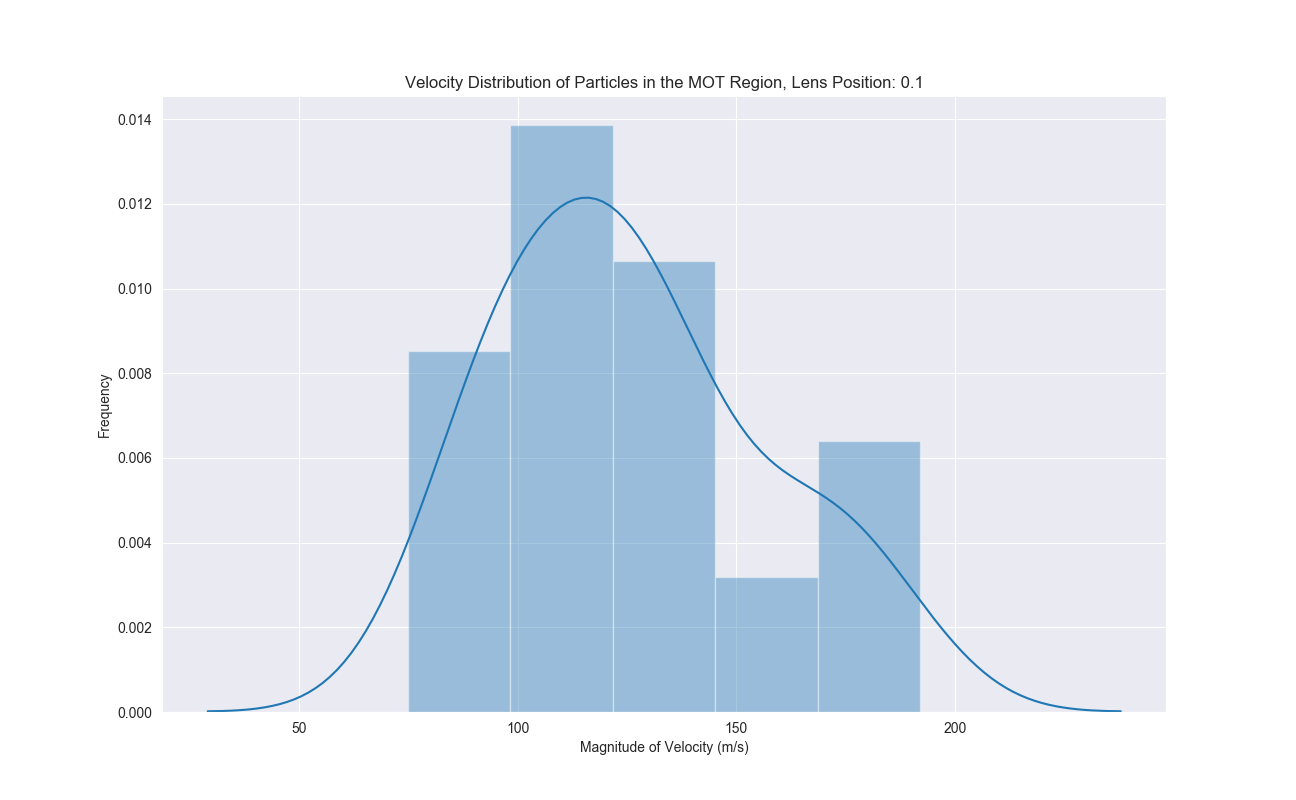 Velocity Distribution of Particles in the MOT Region, Lens Position: 0.1
0.014
0.012
0.010
0.008
0.006
0.004
0.002
0.000
Frequency
50 100 150 200
Magnitude of Velocity (m/s)